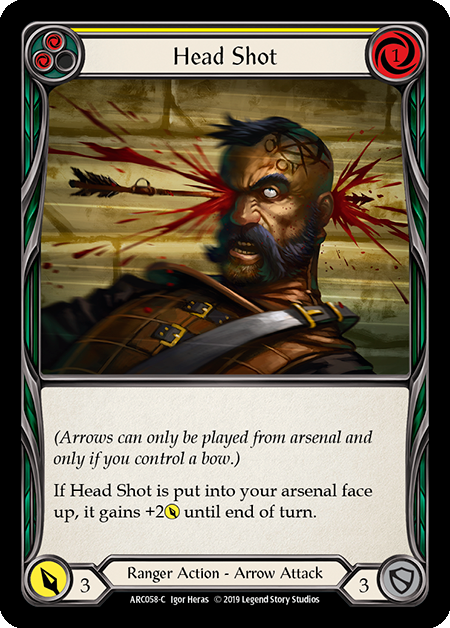 Head Shot
1
(Arrows can only be played from arsenal and
only if you control a bow.)
If Head Shot is put into your arsenal face
up, it gains +2 until end of turn.
3
Ranger Action - Arrow Attack
3
ARC058-C Igor Heras © 2019 Legend Story Studios